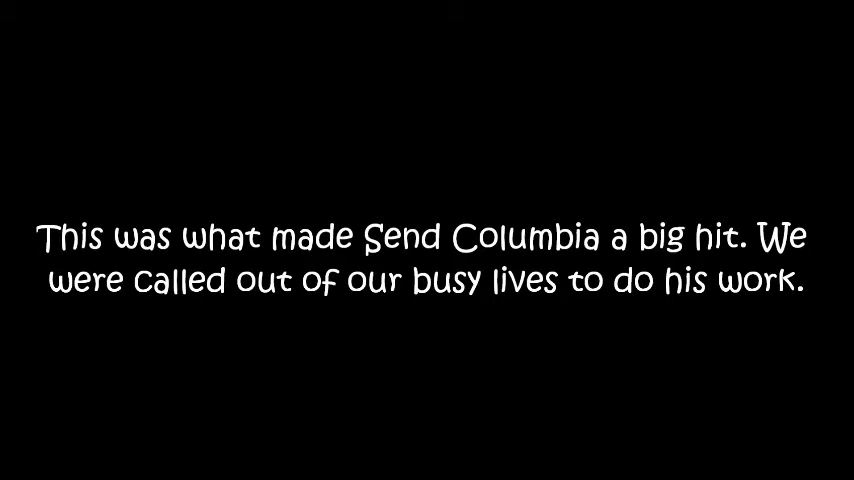 This was what made Send Columbia a big hit. We
were called out of our busy lives to do his work.